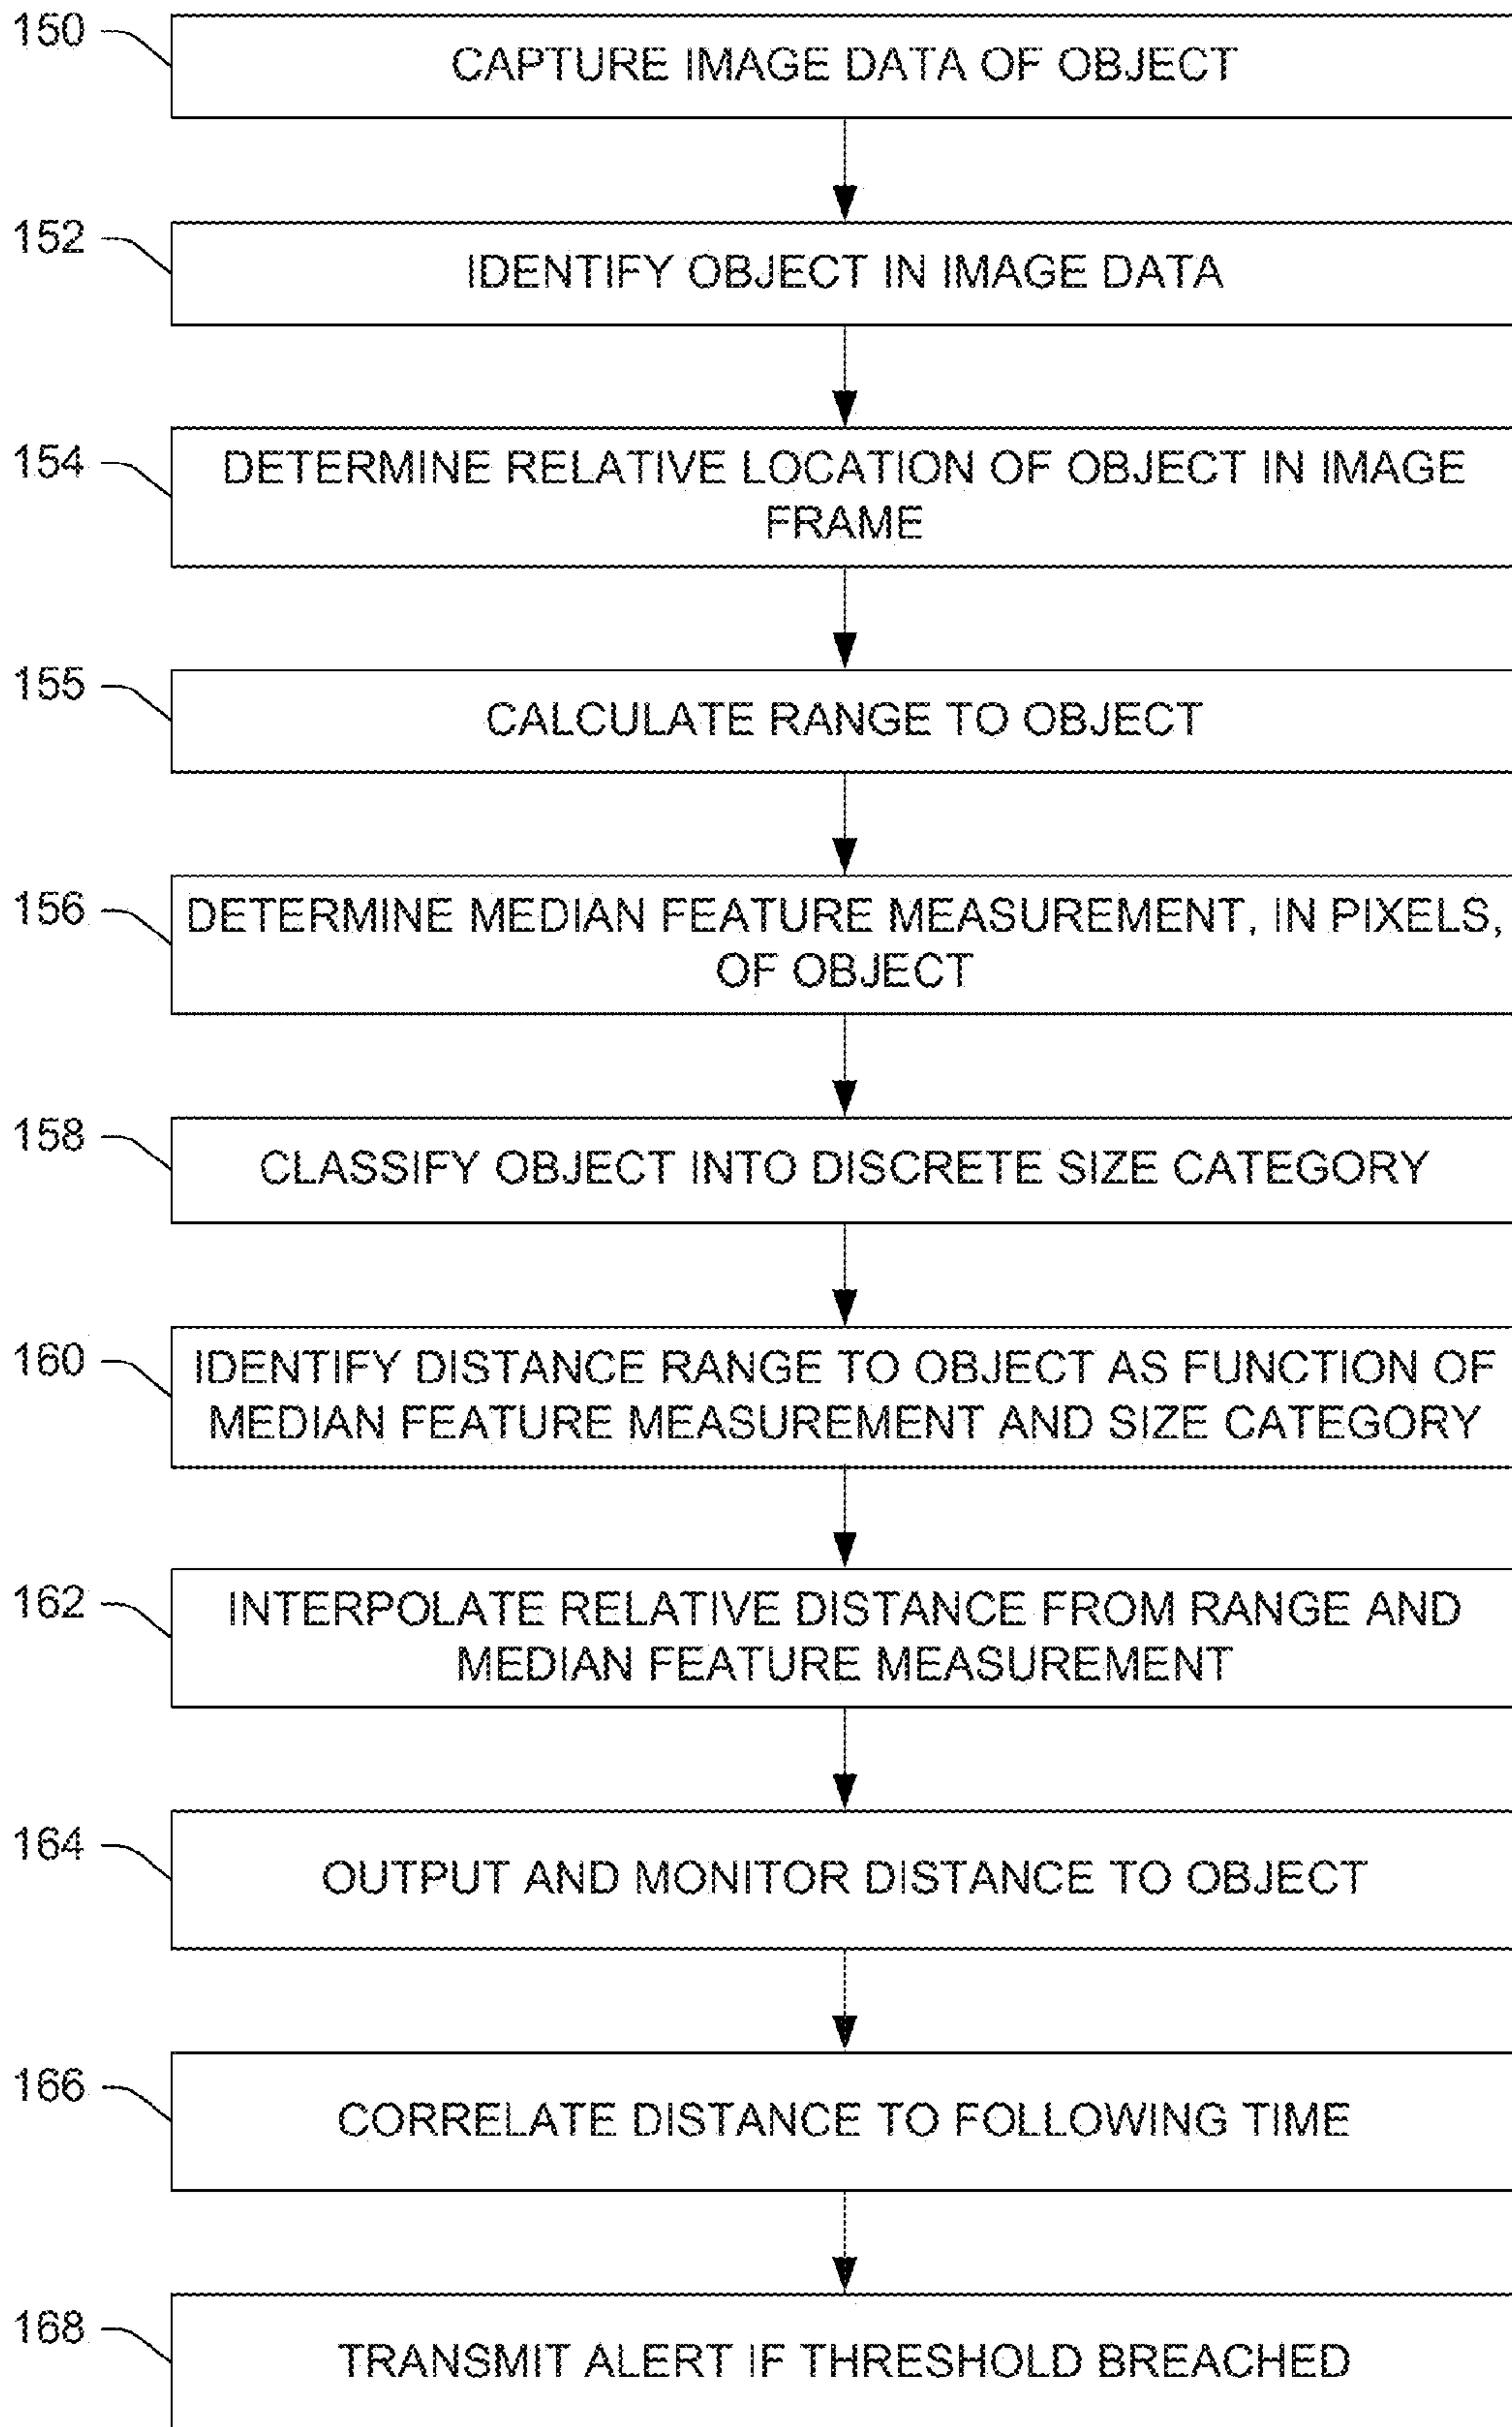 150
CAPTURE IMAGE DATA OF OBJECT
152
IDENTIFY OBJECT IN IMAGE DATA
154
DETERMINE RELATIVE LOCATION OF OBJECT IN IMAGE
FRAME
155
CALCULATE RANGE TO OBJECT
156
DETERMINE MEDIAN FEATURE MEASUREMENT, IN PIXELS,
OF OBJECT
158
CLASSIFY OBJECT INTO DISCRETE SIZE CATEGORY
160
IDENTIFY DISTANCE RANGE TO OBJECT AS FUNCTION OF
MEDIAN FEATURE MEASUREMENT AND SIZE CATEGORY
162
INTERPOLATE RELATIVE DISTANCE FROM RANGE AND
MEDIAN FEATURE MEASUREMENT
164
OUTPUT AND MONITOR DISTANCE TO OBJECT
166
CORRELATE DISTANCE TO FOLLOWING TIME
168
TRANSMIT ALERT IF THRESHOLD BREACHED